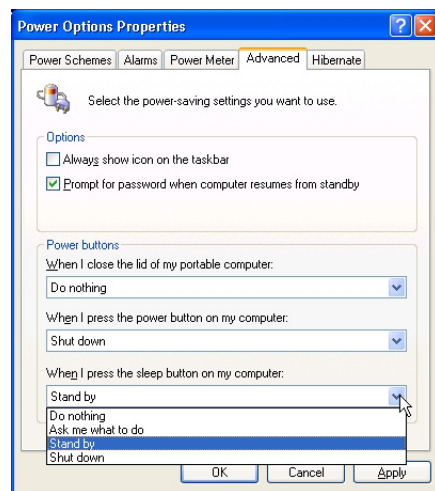 Power Options Properties
Power Schemes Alarms Power Meter Advanced Hibernate
Select the power-saving settings you want to use.
Options
Always show icon on the taskbar
Prompt for password when computer resumes from standby
Power buttons
When I close the lid of my portable computer:
Do nothing
When I press the power button on my computer:
Shut down
When I press the sleep button on my computer:
Stand by
Do nothing
Ask me what to do
Stand by
Shut down
OK Cancel Apply